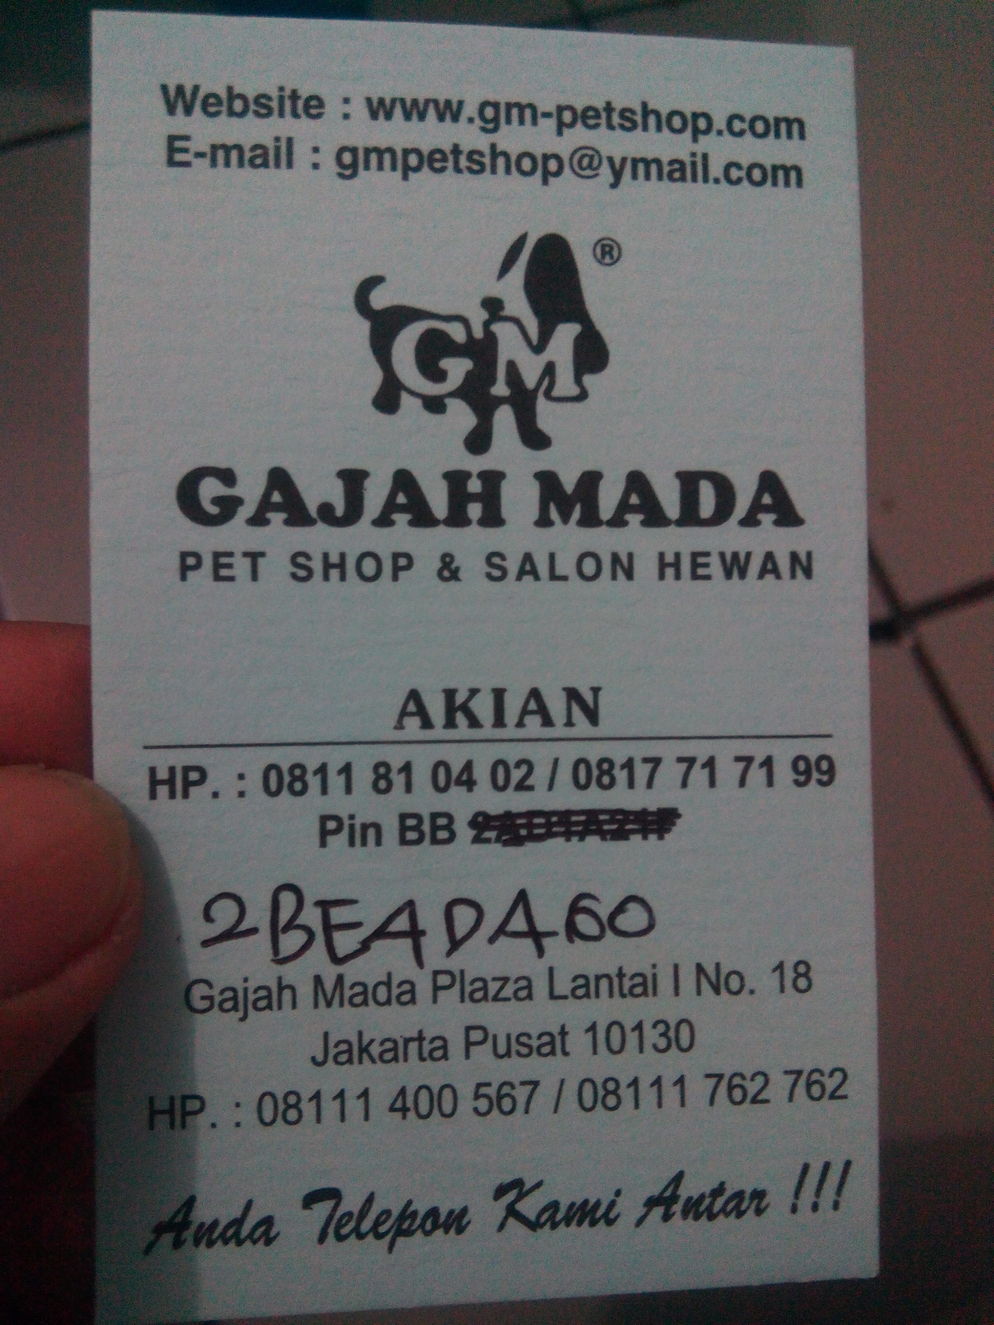 Website : www.gm-petshop.com
E-mail : gmpetshop@ymail.com
®
GM
GAJAH MADA
PET SHOP & SALON HEWAN
AKIAN
HP. : 0811 81 04 02 / 0817 71 71 99
Pin BB
2BEADA60
Gajah Mada Plaza Lantai I No. 18
Jakarta Pusat 10130
HP. : 08111 400 567 / 08111 762 762
Anda Telepon Kami Antar !!!